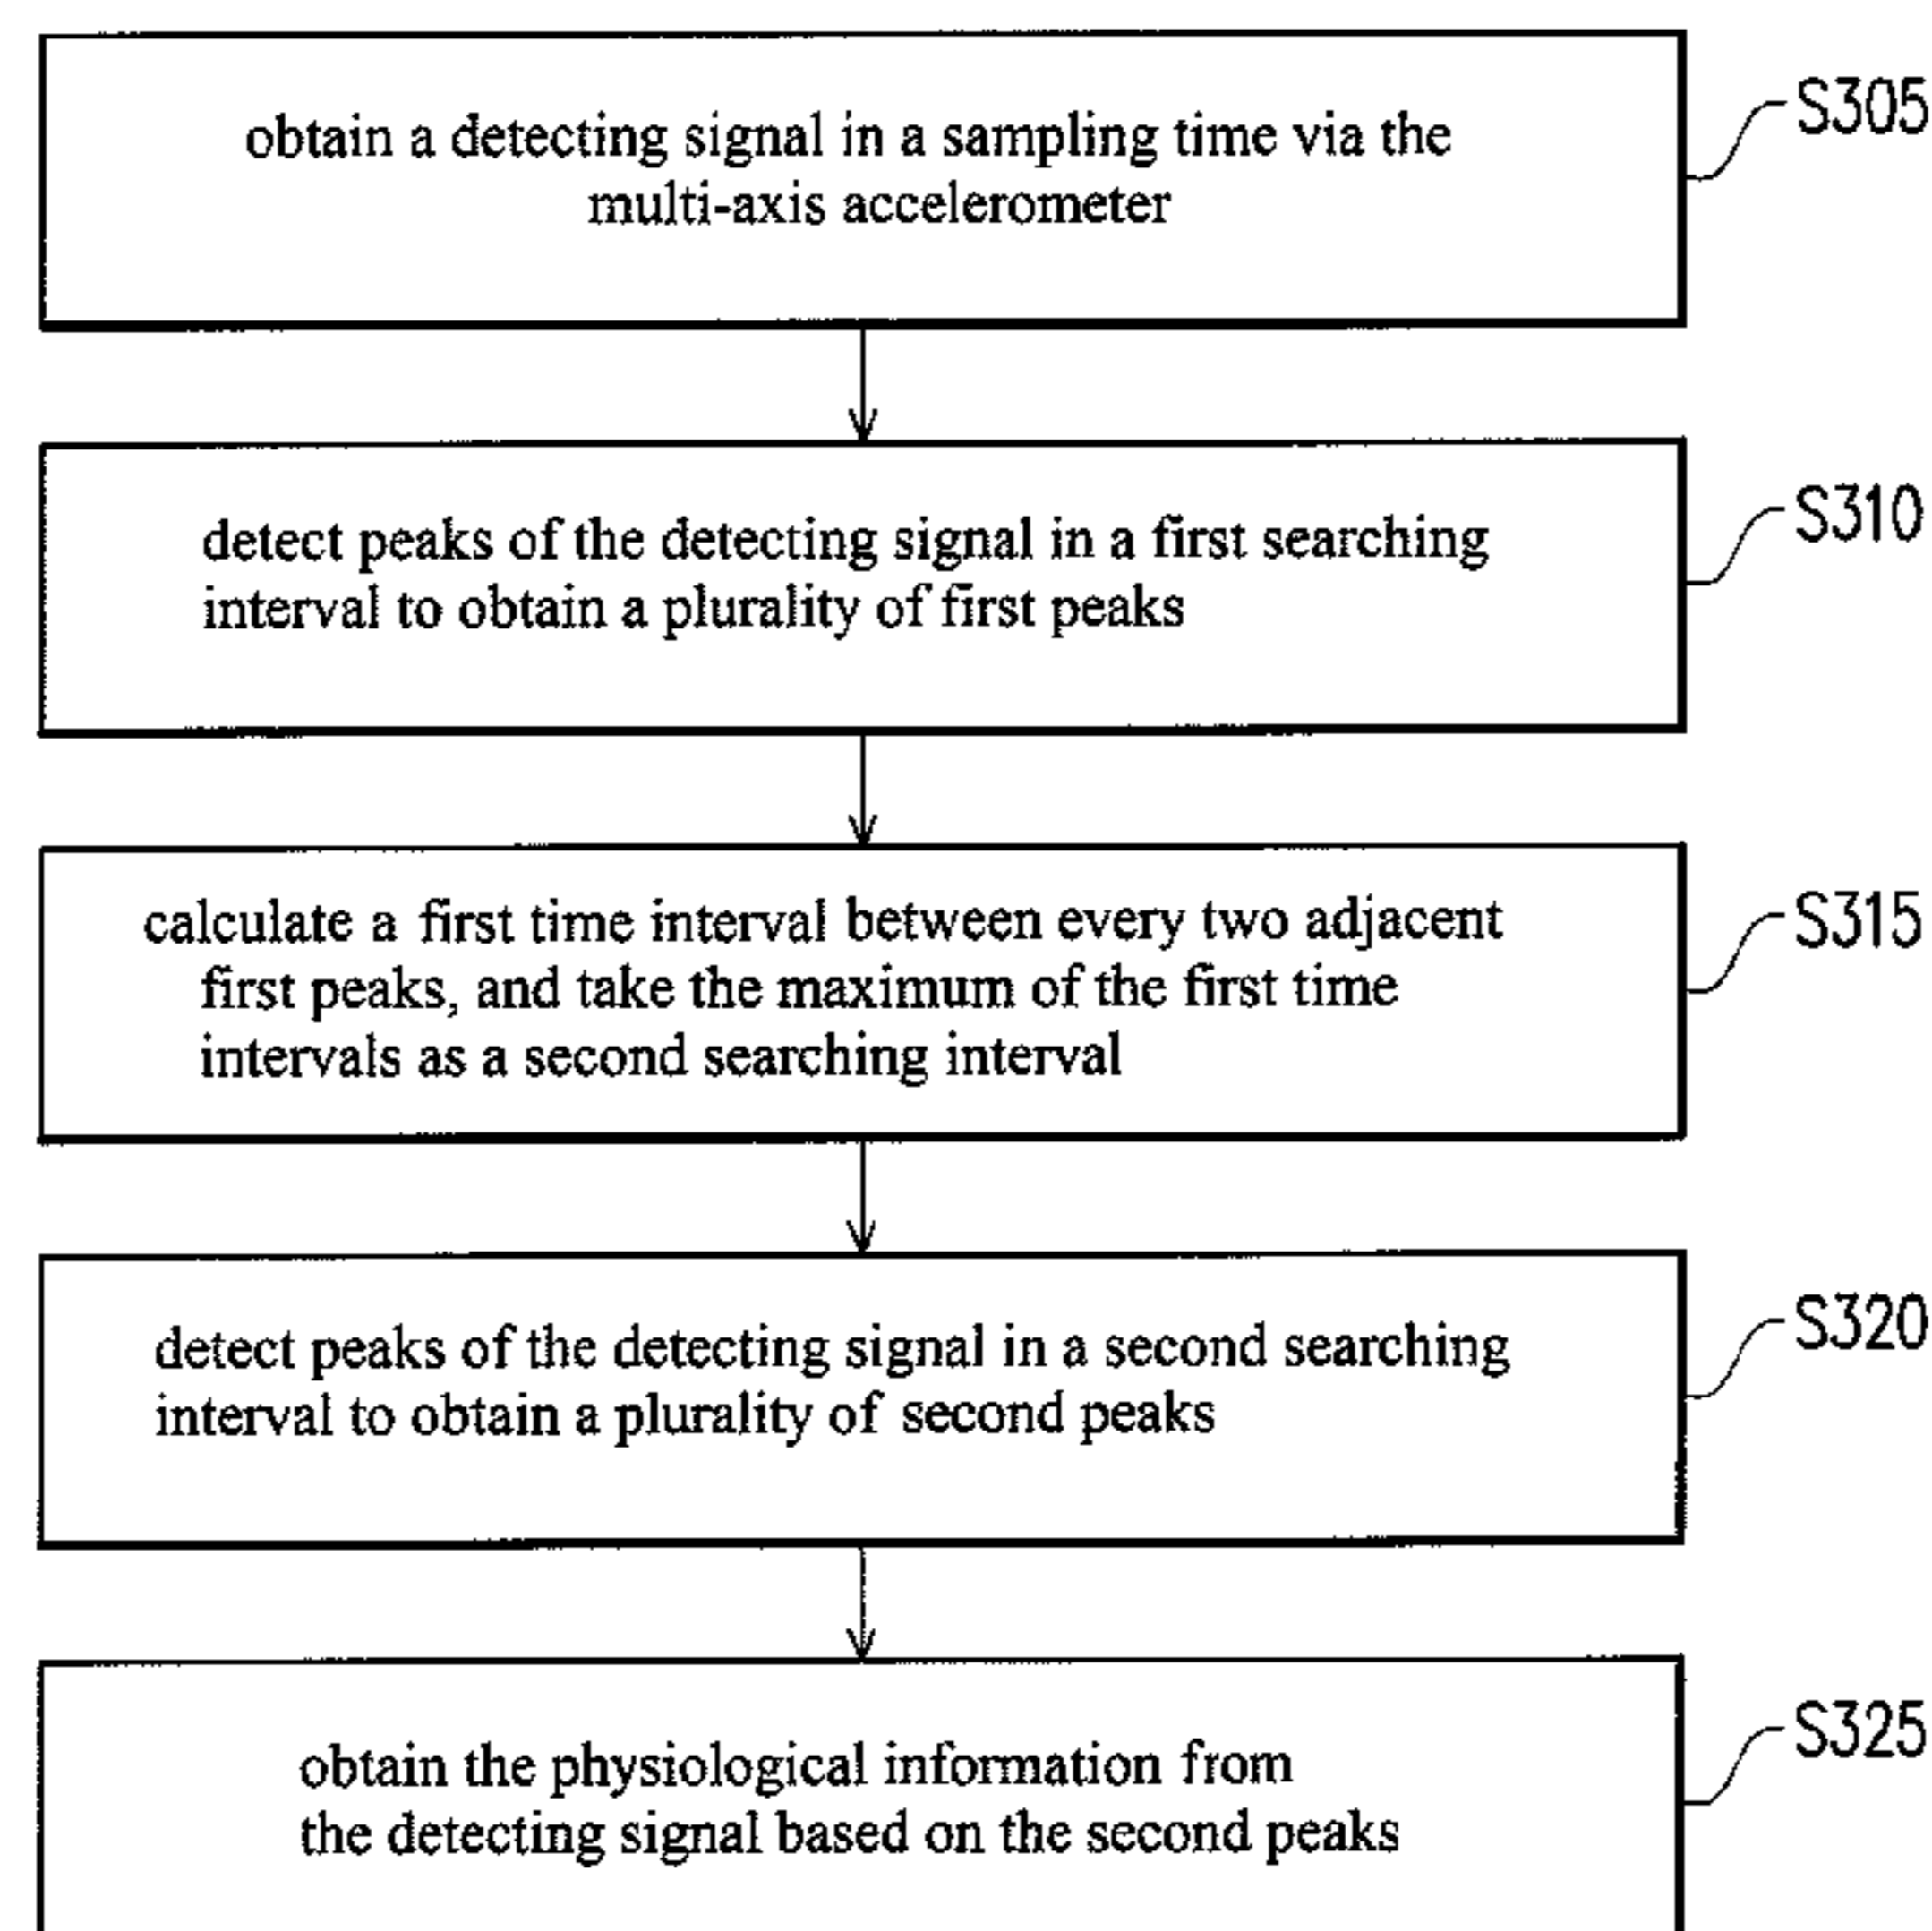 obtain a detecting signal in a sampling time via the
multi-axis accelerometer
S305
detect peaks of the detecting signal in a first searching
interval to obtain a plurality of first peaks
S310
calculate a first time interval between every two adjacent
first peaks, and take the maximum of the first time
intervals as a second searching interval
S315
detect peaks of the detecting signal in a second searching
interval to obtain a plurality of second peaks
S320
obtain the physiological information from
the detecting signal based on the second peaks
S325